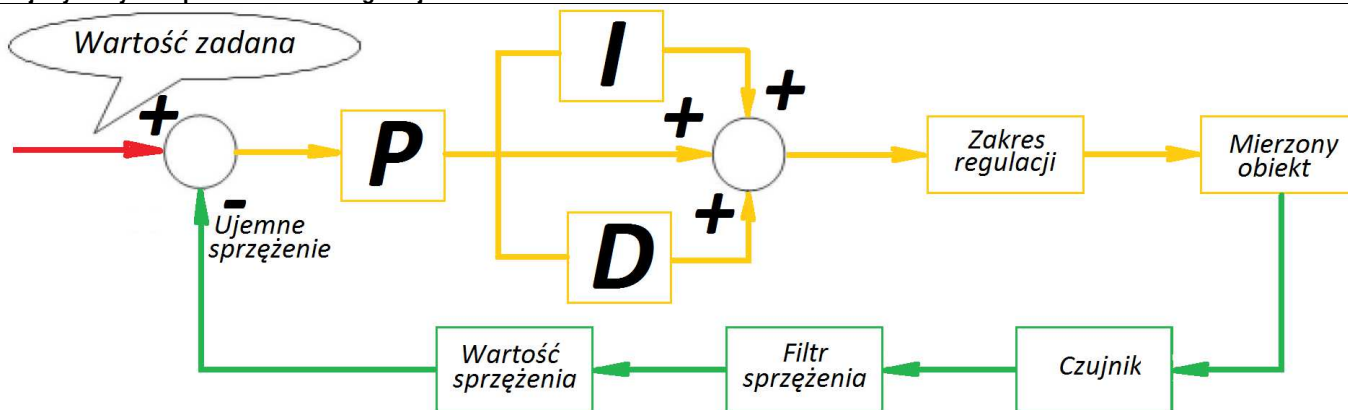 Wartość zadana
I
+
+
+
P
Zakres
regulacji
Mierzony
obiekt
-
+
Ujemne
sprzężenie
D
Wartość
sprzężenia
Filtr
sprzężenia
Czujnik